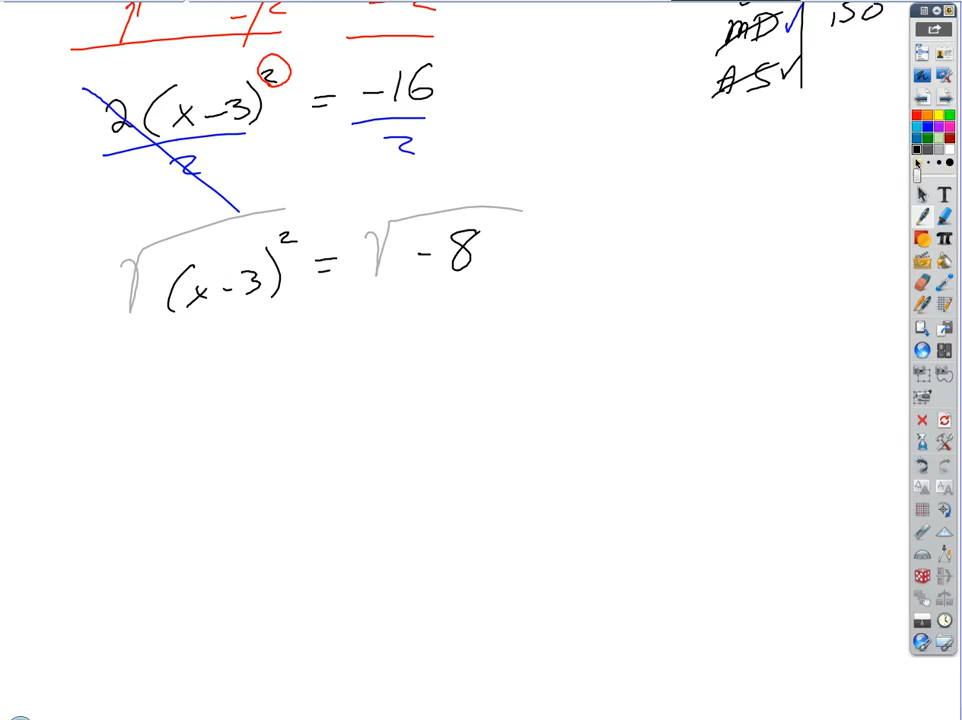 MD ✓ 150
AS ✓
2(x-3)² = -16
2 2
√(x-3)² = √-8
T
π